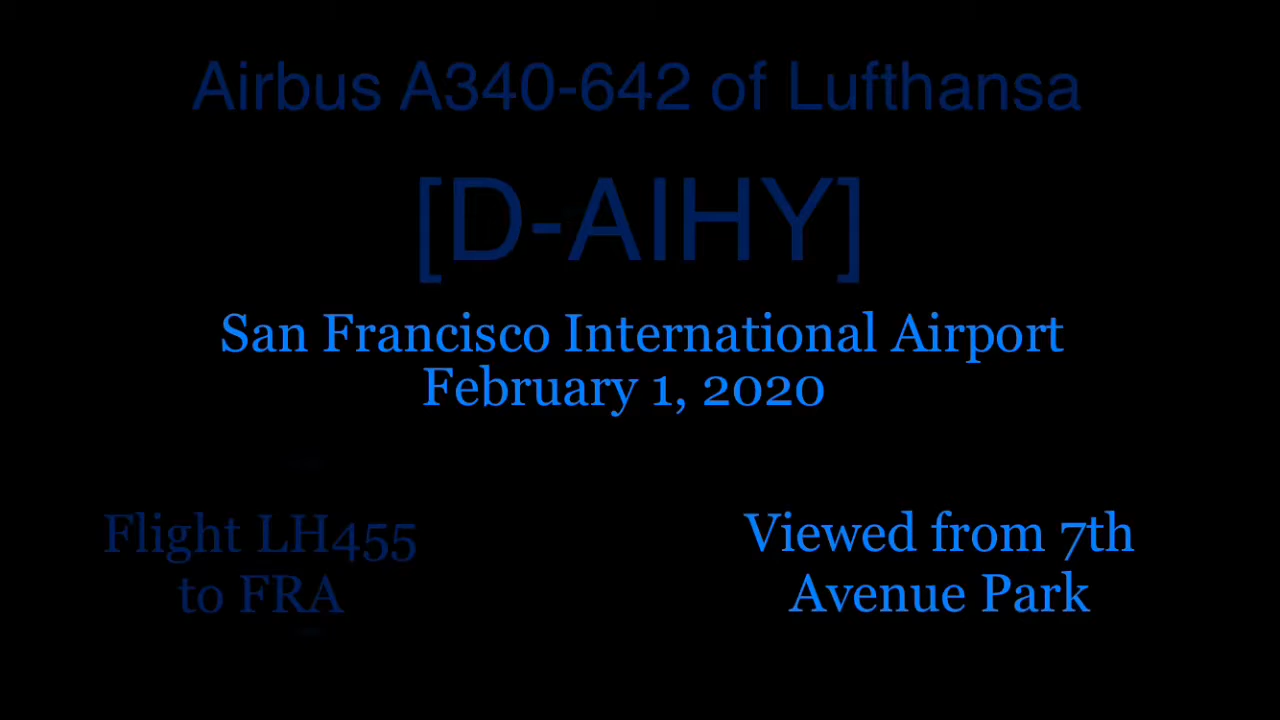 Airbus A340-642 of Lufthansa
[D-AIHY]
San Francisco International Airport
February 1, 2020
Flight LH455
to FRA
Viewed from 7th
Avenue Park